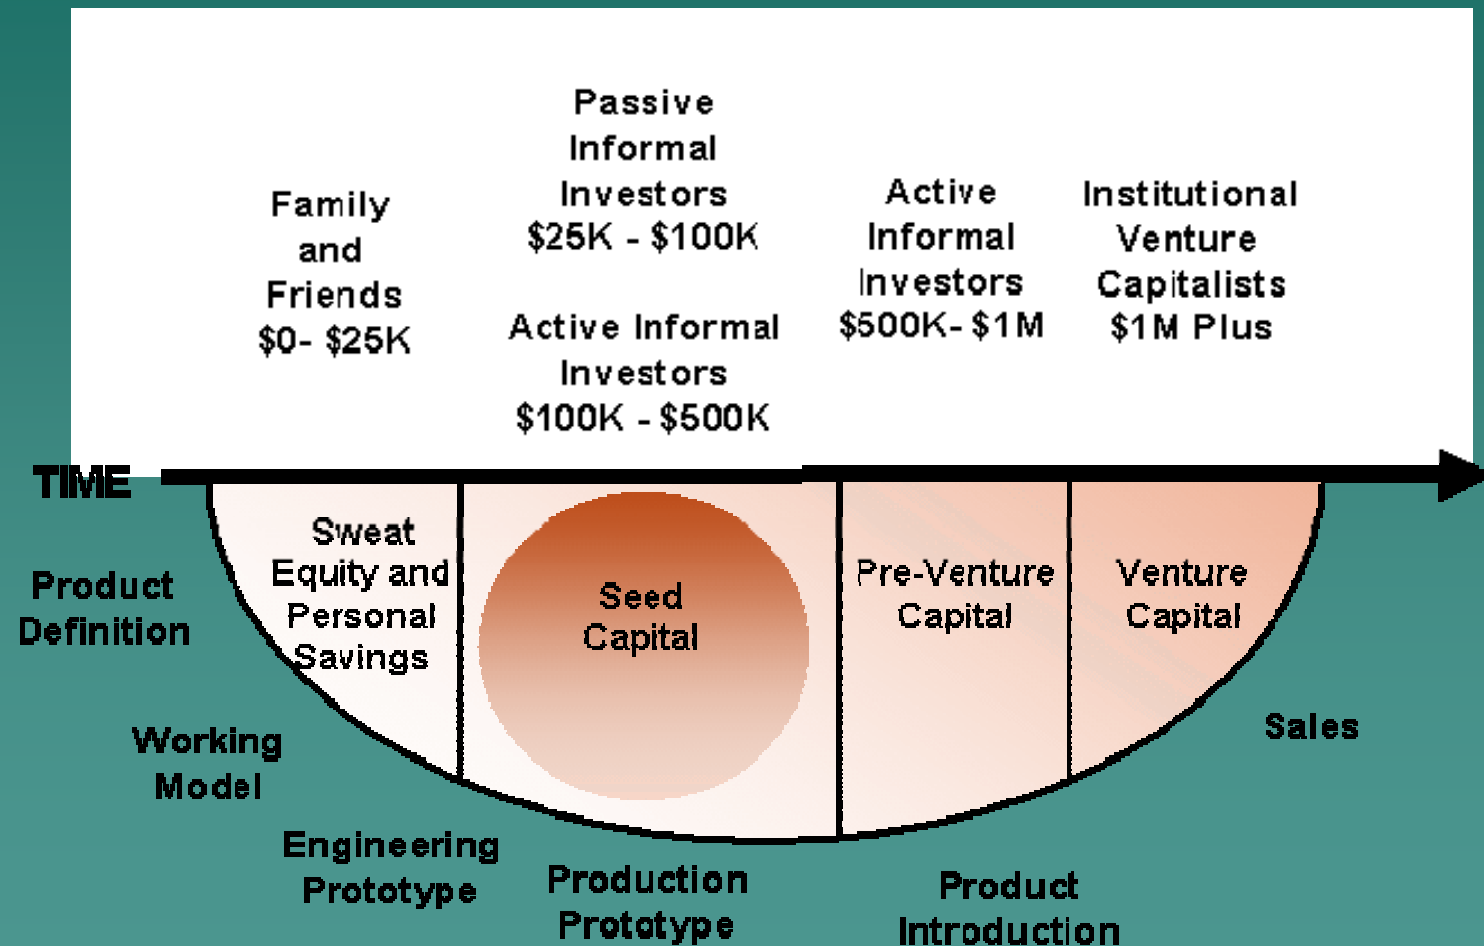 Family
and
Friends
$0- $25K
Passive
Informal
Investors
$25K - $100K
Active Informal
Investors
$100K - $500K
Active
Informal
Investors
$500K- $1M
Institutional
Venture
Capitalists
$1M Plus
TIME
Sweat
Equity and
Personal
Savings
Seed
Capital
Pre-Venture
Capital
Venture
Capital
Product
Definition
Working
Model
Engineering
Prototype
Production
Prototype
Product
Introduction
Sales